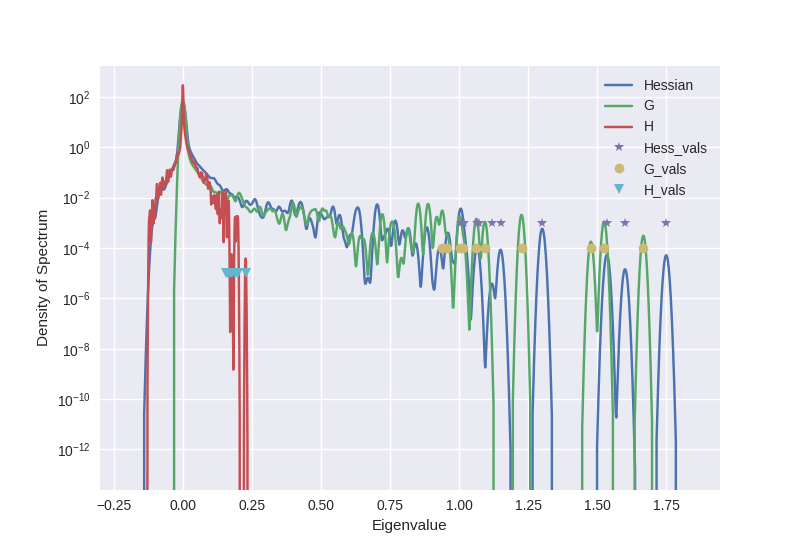 Hessian
G
H
Hess_vals
G_vals
H_vals
10^2
10^0
10^-2
10^-4
10^-6
10^-8
10^-10
10^-12
Density of Spectrum
−0.25 0.00 0.25 0.50 0.75 1.00 1.25 1.50 1.75
Eigenvalue